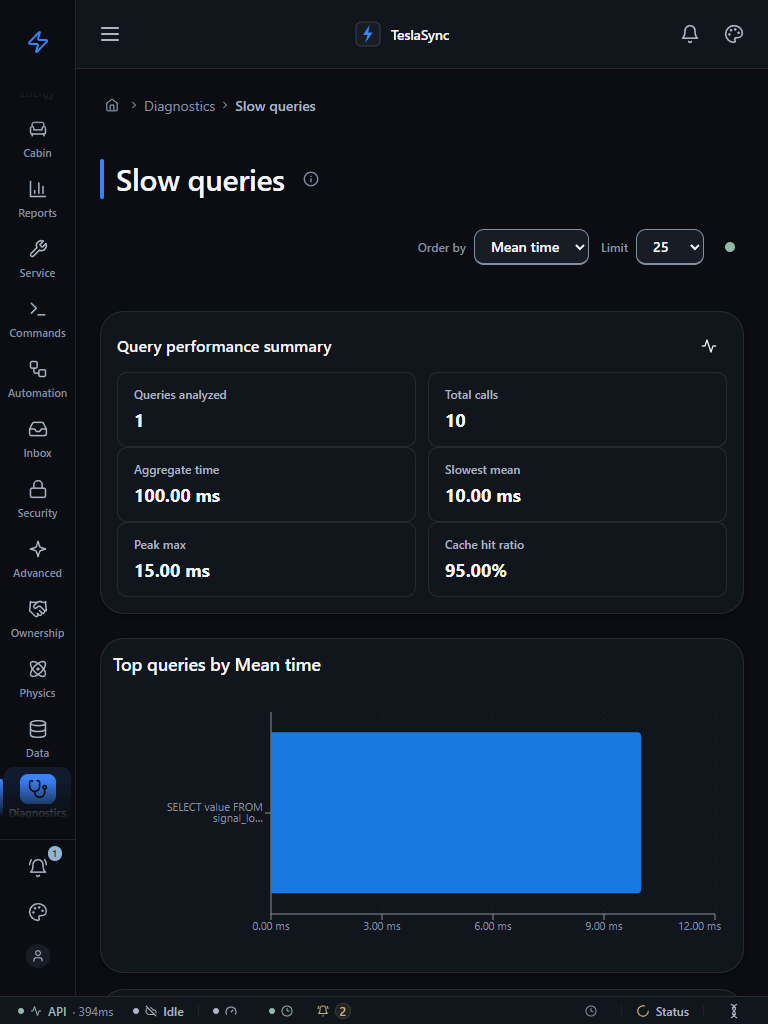 TeslaSync
Energy
Cabin
Reports
Service
Commands
Automation
Inbox
Security
Advanced
Ownership
Physics
Data
Diagnostics
1
Diagnostics
Slow queries
Slow queries
Order by
Mean time
Limit
25
Query performance summary
Queries analyzed
1
Total calls
10
Aggregate time
100.00 ms
Slowest mean
10.00 ms
Peak max
15.00 ms
Cache hit ratio
95.00%
Top queries by Mean time
SELECT value FROM
signal_lo...
0.00 ms
3.00 ms
6.00 ms
9.00 ms
12.00 ms
API · 394ms
Idle
2
Status